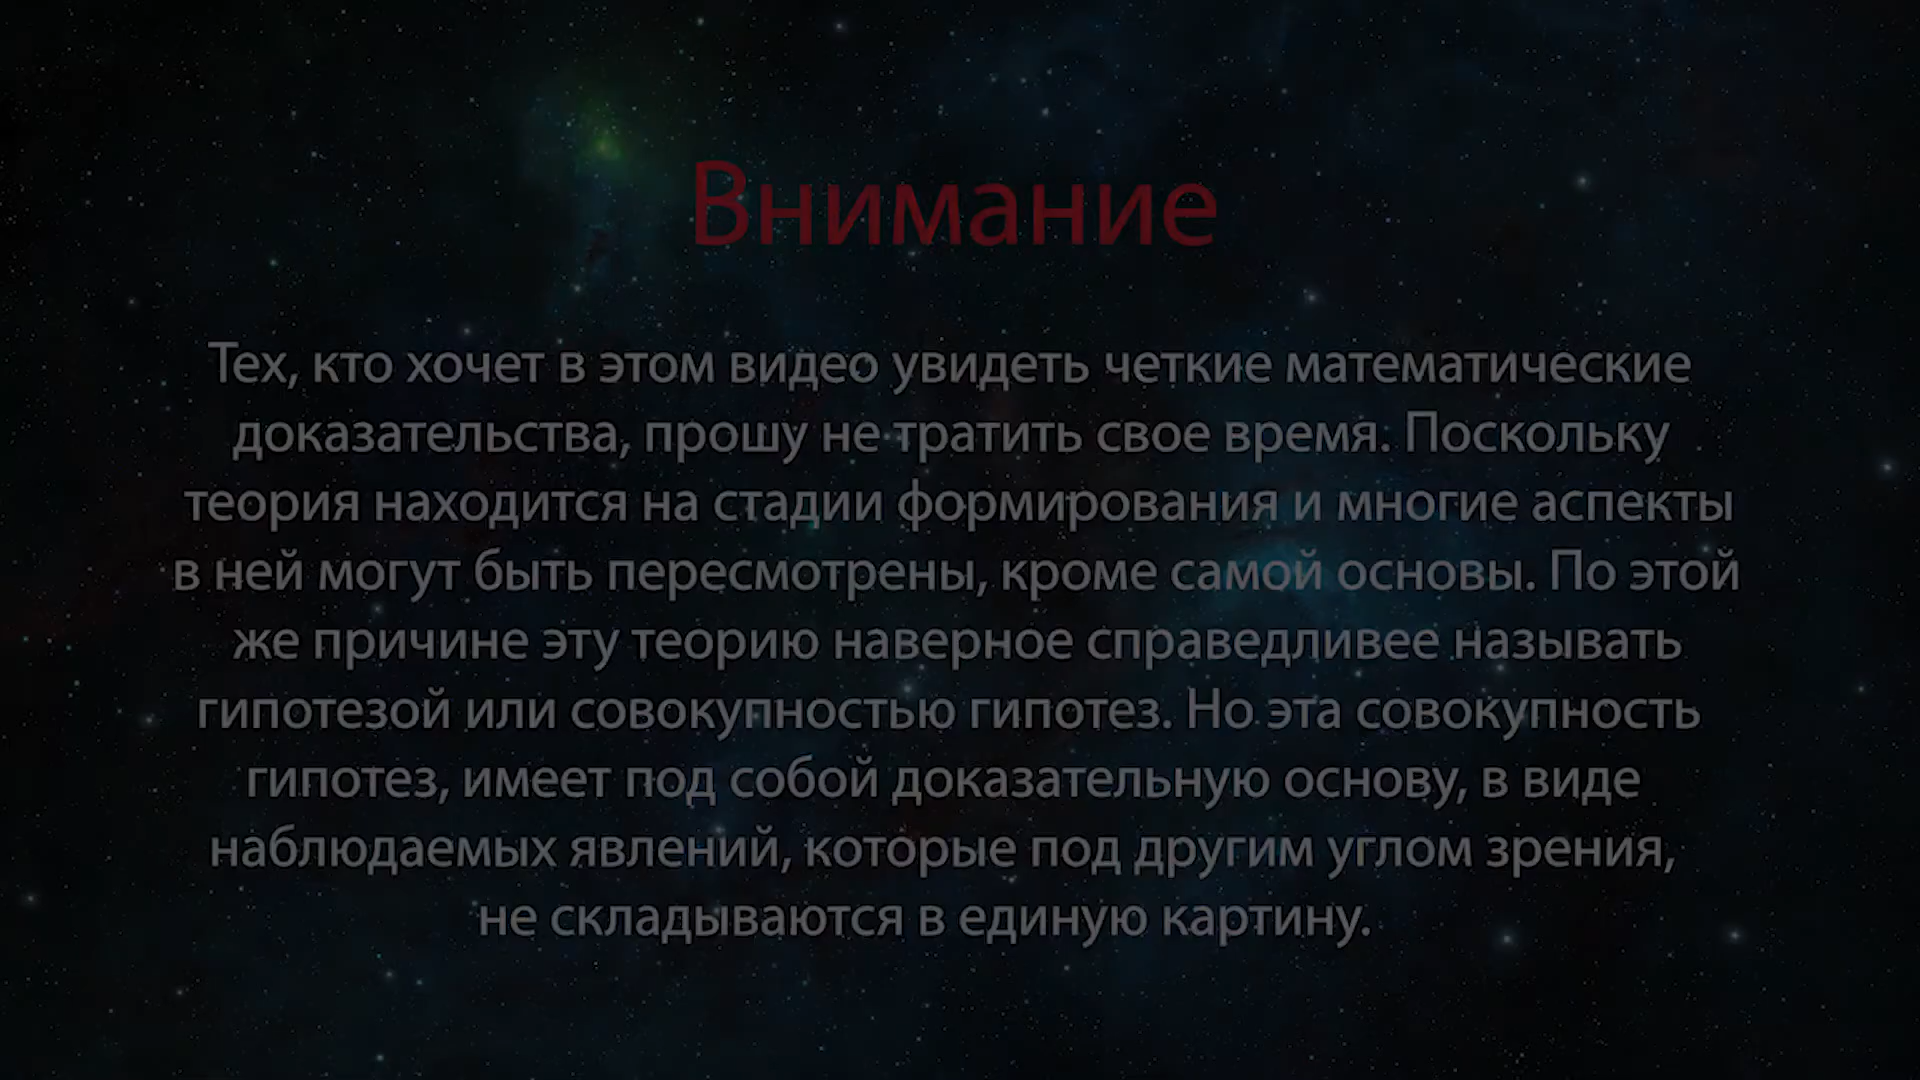 Внимание
Тех, кто хочет в этом видео увидеть четкие математические
доказательства, прошу не тратить свое время. Поскольку
теория находится на стадии формирования и многие аспекты
в ней могут быть пересмотрены, кроме самой основы. По этой
же причине эту теорию наверное справедливее называть
гипотезой или совокупностью гипотез. Но эта совокупность
гипотез, имеет под собой доказательную основу, в виде
наблюдаемых явлений, которые под другим углом зрения,
не складываются в единую картину.